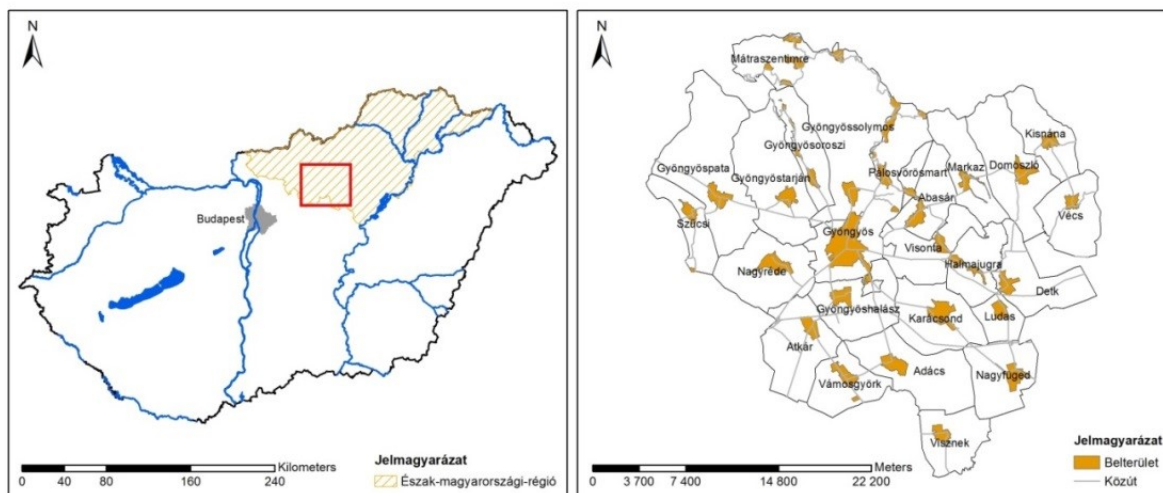 N
Budapest
Kilometers
0 40 80 160 240
Jelmagyarázat
Észak-magyarországi-régió
N
Mátraszentimre
Gyöngyössolymos
Gyöngyösoroszi
Kisnána
Gyöngyöspata
Gyöngyöstarján
Pálosvörösmart
Markaz
Domoszló
Abasár
Vécs
Szűcsi
Gyöngyös
Visonta
Nagyréde
Halmajugra
Detk
Gyöngyöshalász
Karácsond
Ludas
Atkár
Adács
Vámosgyörk
Nagyfüged
Visznek
Meters
0 3 700 7 400 14 800 22 200
Jelmagyarázat
Belterület
Közút